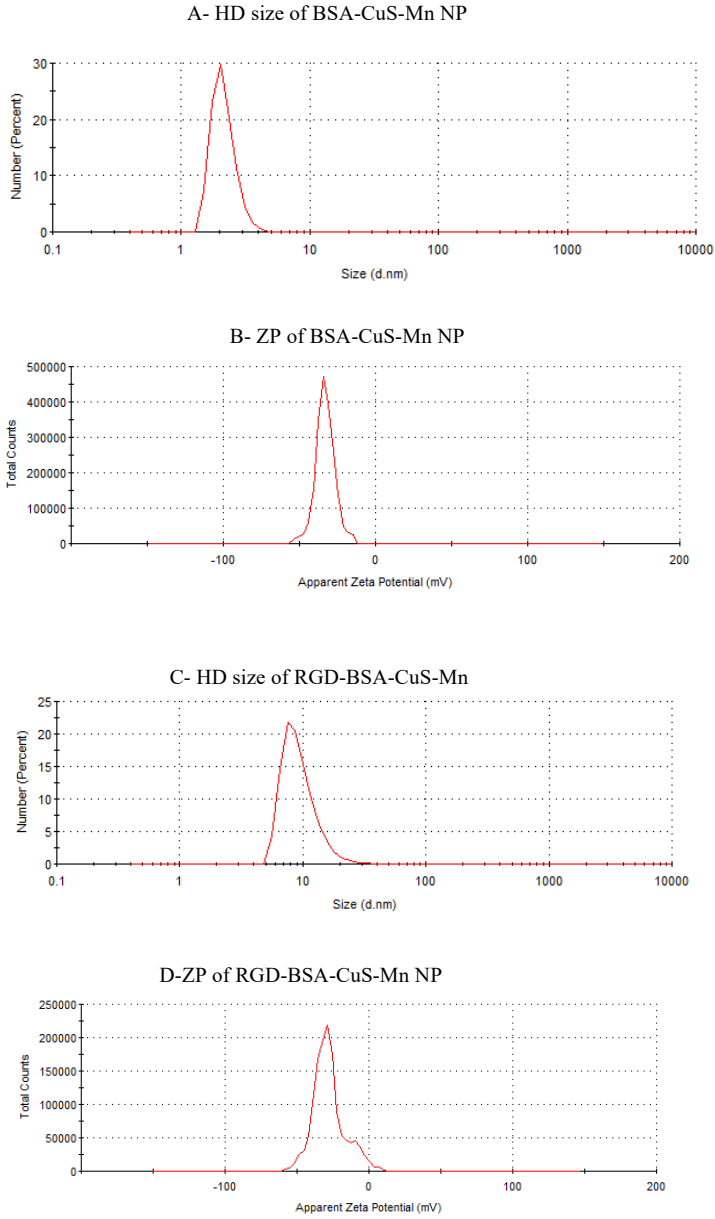 A- HD size of BSA-CuS-Mn NP
Number (Percent)
30
20
10
0
0.1 1 10 100 1000 10000
Size (d.nm)
B- ZP of BSA-CuS-Mn NP
Total Counts
500000
400000
300000
200000
100000
0
-100 0 100 200
Apparent Zeta Potential (mV)
C- HD size of RGD-BSA-CuS-Mn
Number (Percent)
25
20
15
10
5
0
0.1 1 10 100 1000 10000
Size (d.nm)
D-ZP of RGD-BSA-CuS-Mn NP
Total Counts
250000
200000
150000
100000
50000
0
-100 0 100 200
Apparent Zeta Potential (mV)